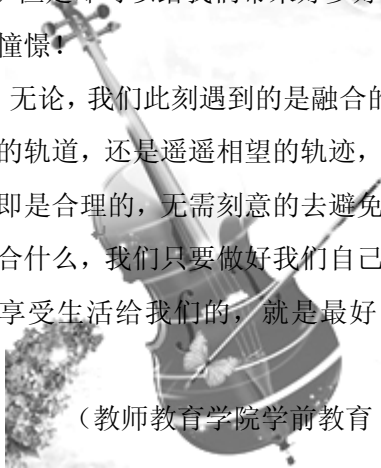 憧憬！
无论，我们此刻遇到的是融合的
的轨道，还是遥遥相望的轨迹，
即是合理的，无需刻意的去避免
合什么，我们只要做好我们自己
享受生活给我们的，就是最好
（教师教育学院学前教育